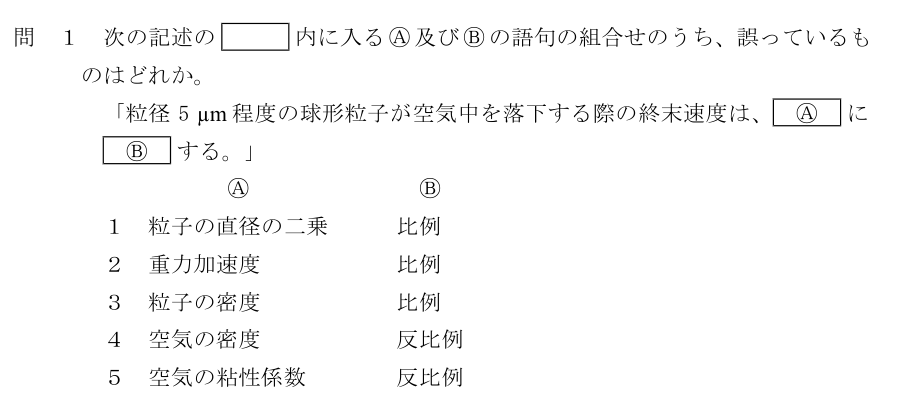 問 1 次の記述の 内に入るⒶ及びⒷの語句の組合せのうち、誤っているも
のはどれか。
「粒径 5 μm 程度の球形粒子が空気中を落下する際の終末速度は、 Ⓐ に
Ⓑ する。」
Ⓐ Ⓑ
1 粒子の直径の二乗 比例
2 重力加速度 比例
3 粒子の密度 比例
4 空気の密度 反比例
5 空気の粘性係数 反比例